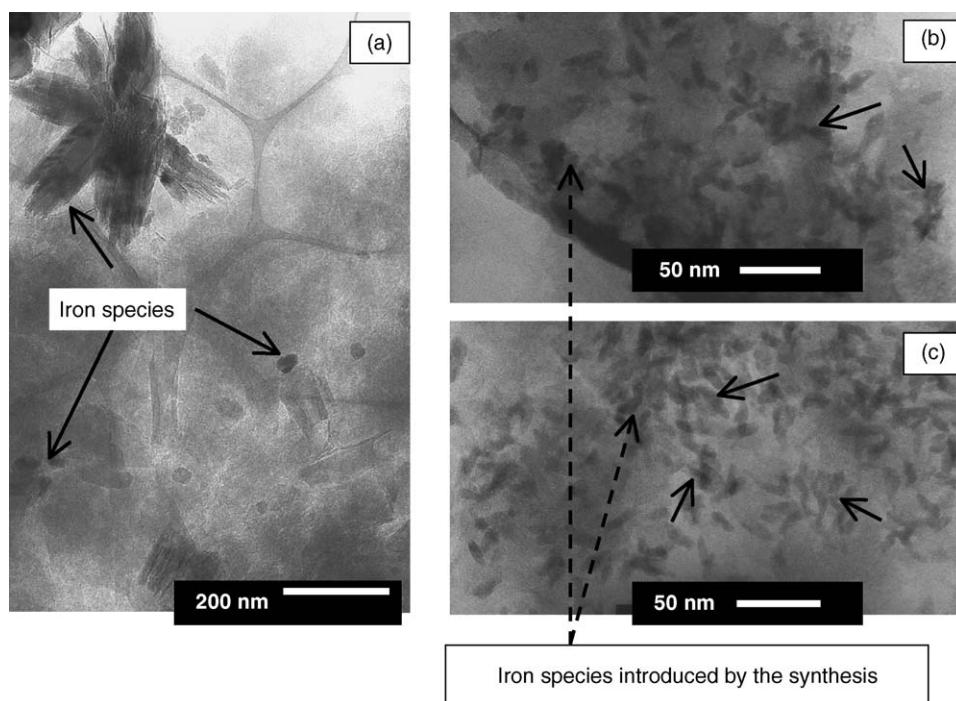 (a)
Iron species
200 nm
(b)
50 nm
(c)
50 nm
Iron species introduced by the synthesis